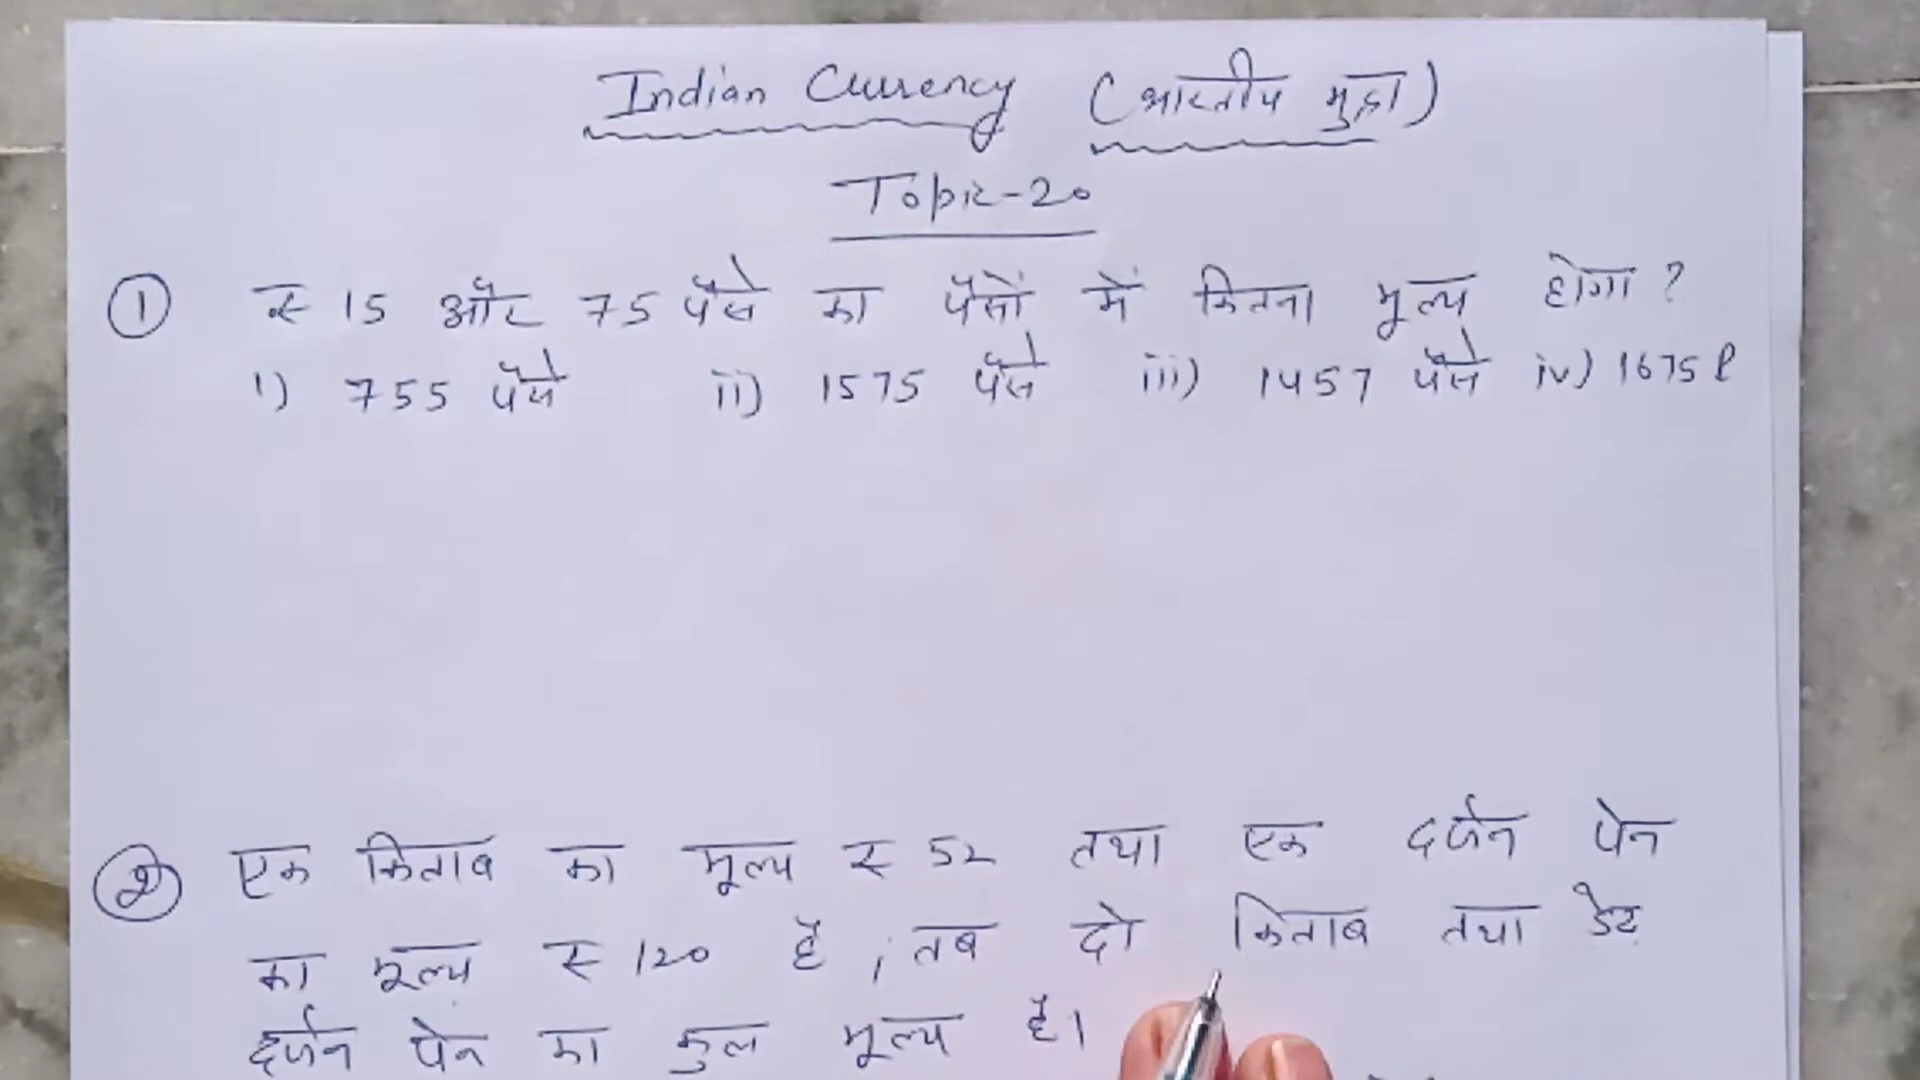 Indian Currency (भारतीय मुद्रा)
Topic-20
① रु 15 और 75 पैसे का पैसों में कितना मूल्य होगा ?
i) 755 पैसे ii) 1575 पैसे iii) 1457 पैसे iv) 1675 P
② एक किताब का मूल्य रु 52 तथा एक दर्जन पेन
का मूल्य रु 120 है , तब दो किताब तथा डेढ़
दर्जन पेन का कुल मूल्य है।